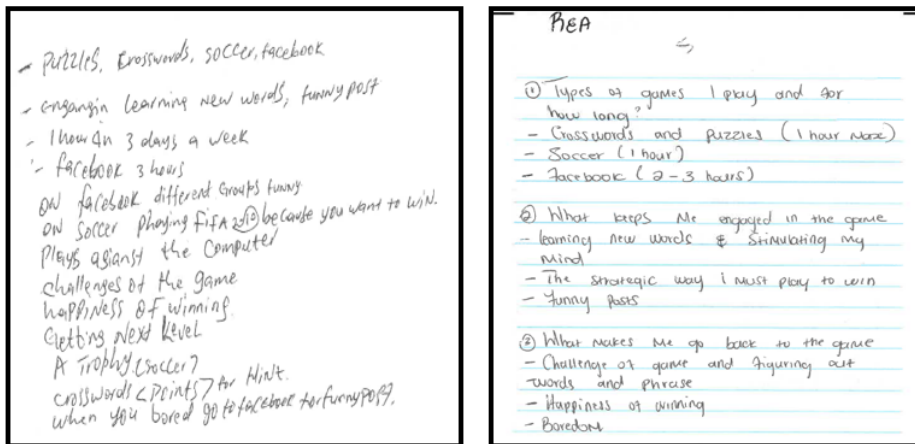 - Puzzles, Crosswords, soccer, facebook
- engangin learning new words, funny post
- 1 hour in 3 days a week
- facebook 3 hours
on facebook different Groups funny
on soccer playing Fifa because you want to win.
Plays agianst the computer
challenges of the game
happiness of winning.
Getting Next Level
A Trophy (soccer)
crosswords <points> for Hint.
when you bored go to facebook for funny post.
REA
① Types of games I play and for
how long?
- Crosswords and puzzles (1 hour Max)
- Soccer (1 hour)
- Facebook (2-3 hours)
② What keeps Me engaged in the game
- learning new words & stimulating My
Mind
- The strategic way i must play to win
- Funny Posts
③ What Makes Me go back to the game
- Challenge of game and figuring out
words and phrase
- Happiness of winning
- Boredom